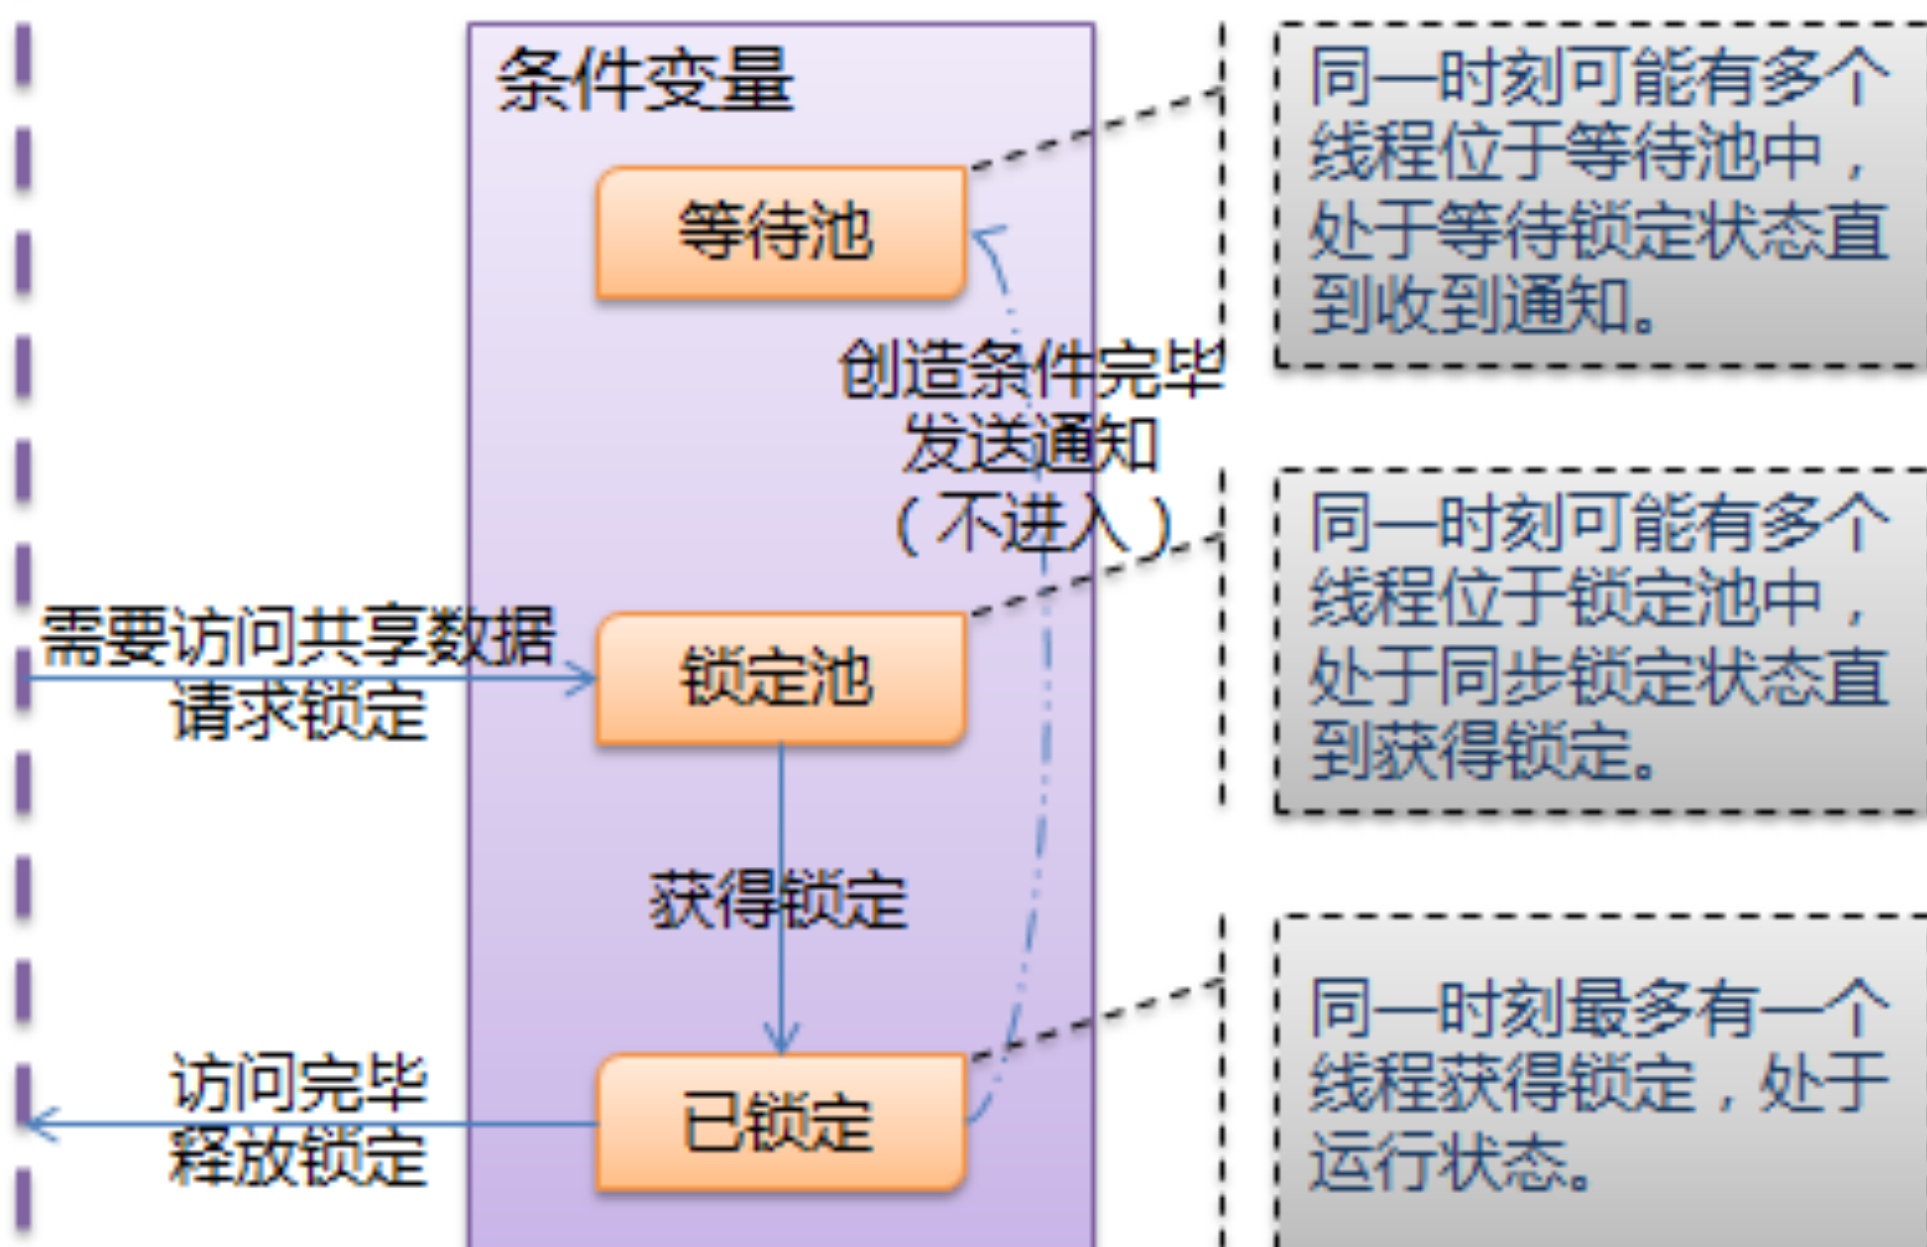 条件变量
等待池
创造条件完毕
发送通知
（不进入）
需要访问共享数据
请求锁定
锁定池
获得锁定
访问完毕
释放锁定
已锁定
同一时刻可能有多个
线程位于等待池中，
处于等待锁定状态直
到收到通知。
同一时刻可能有多个
线程位于锁定池中，
处于同步锁定状态直
到获得锁定。
同一时刻最多有一个
线程获得锁定，处于
运行状态。